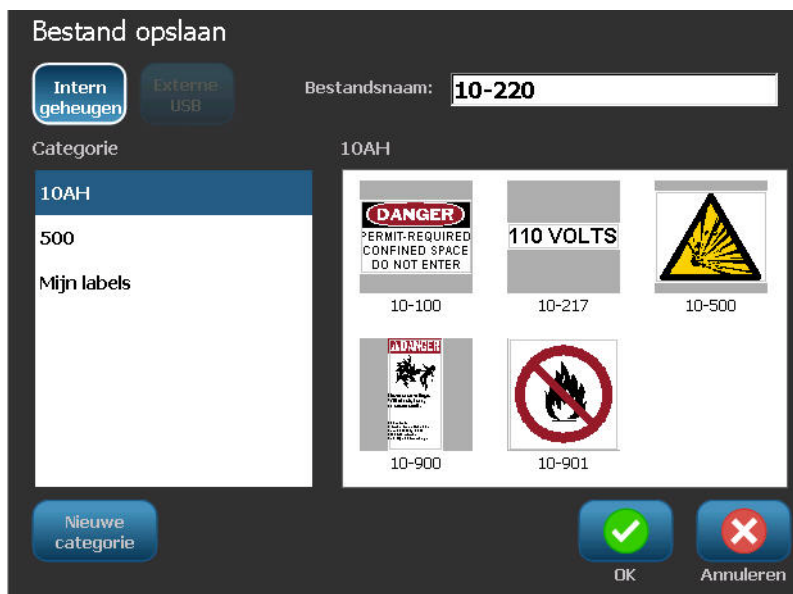 Bestand opslaan
Intern
geheugen
Externe
USB
Bestandsnaam:
10-220
Categorie
10AH
10AH
500
Mijn labels
DANGER
PERMIT-REQUIRED
CONFINED SPACE
DO NOT ENTER
10-100
110 VOLTS
10-217
10-500
DANGER
10-900
10-901
Nieuwe
categorie
OK
Annuleren